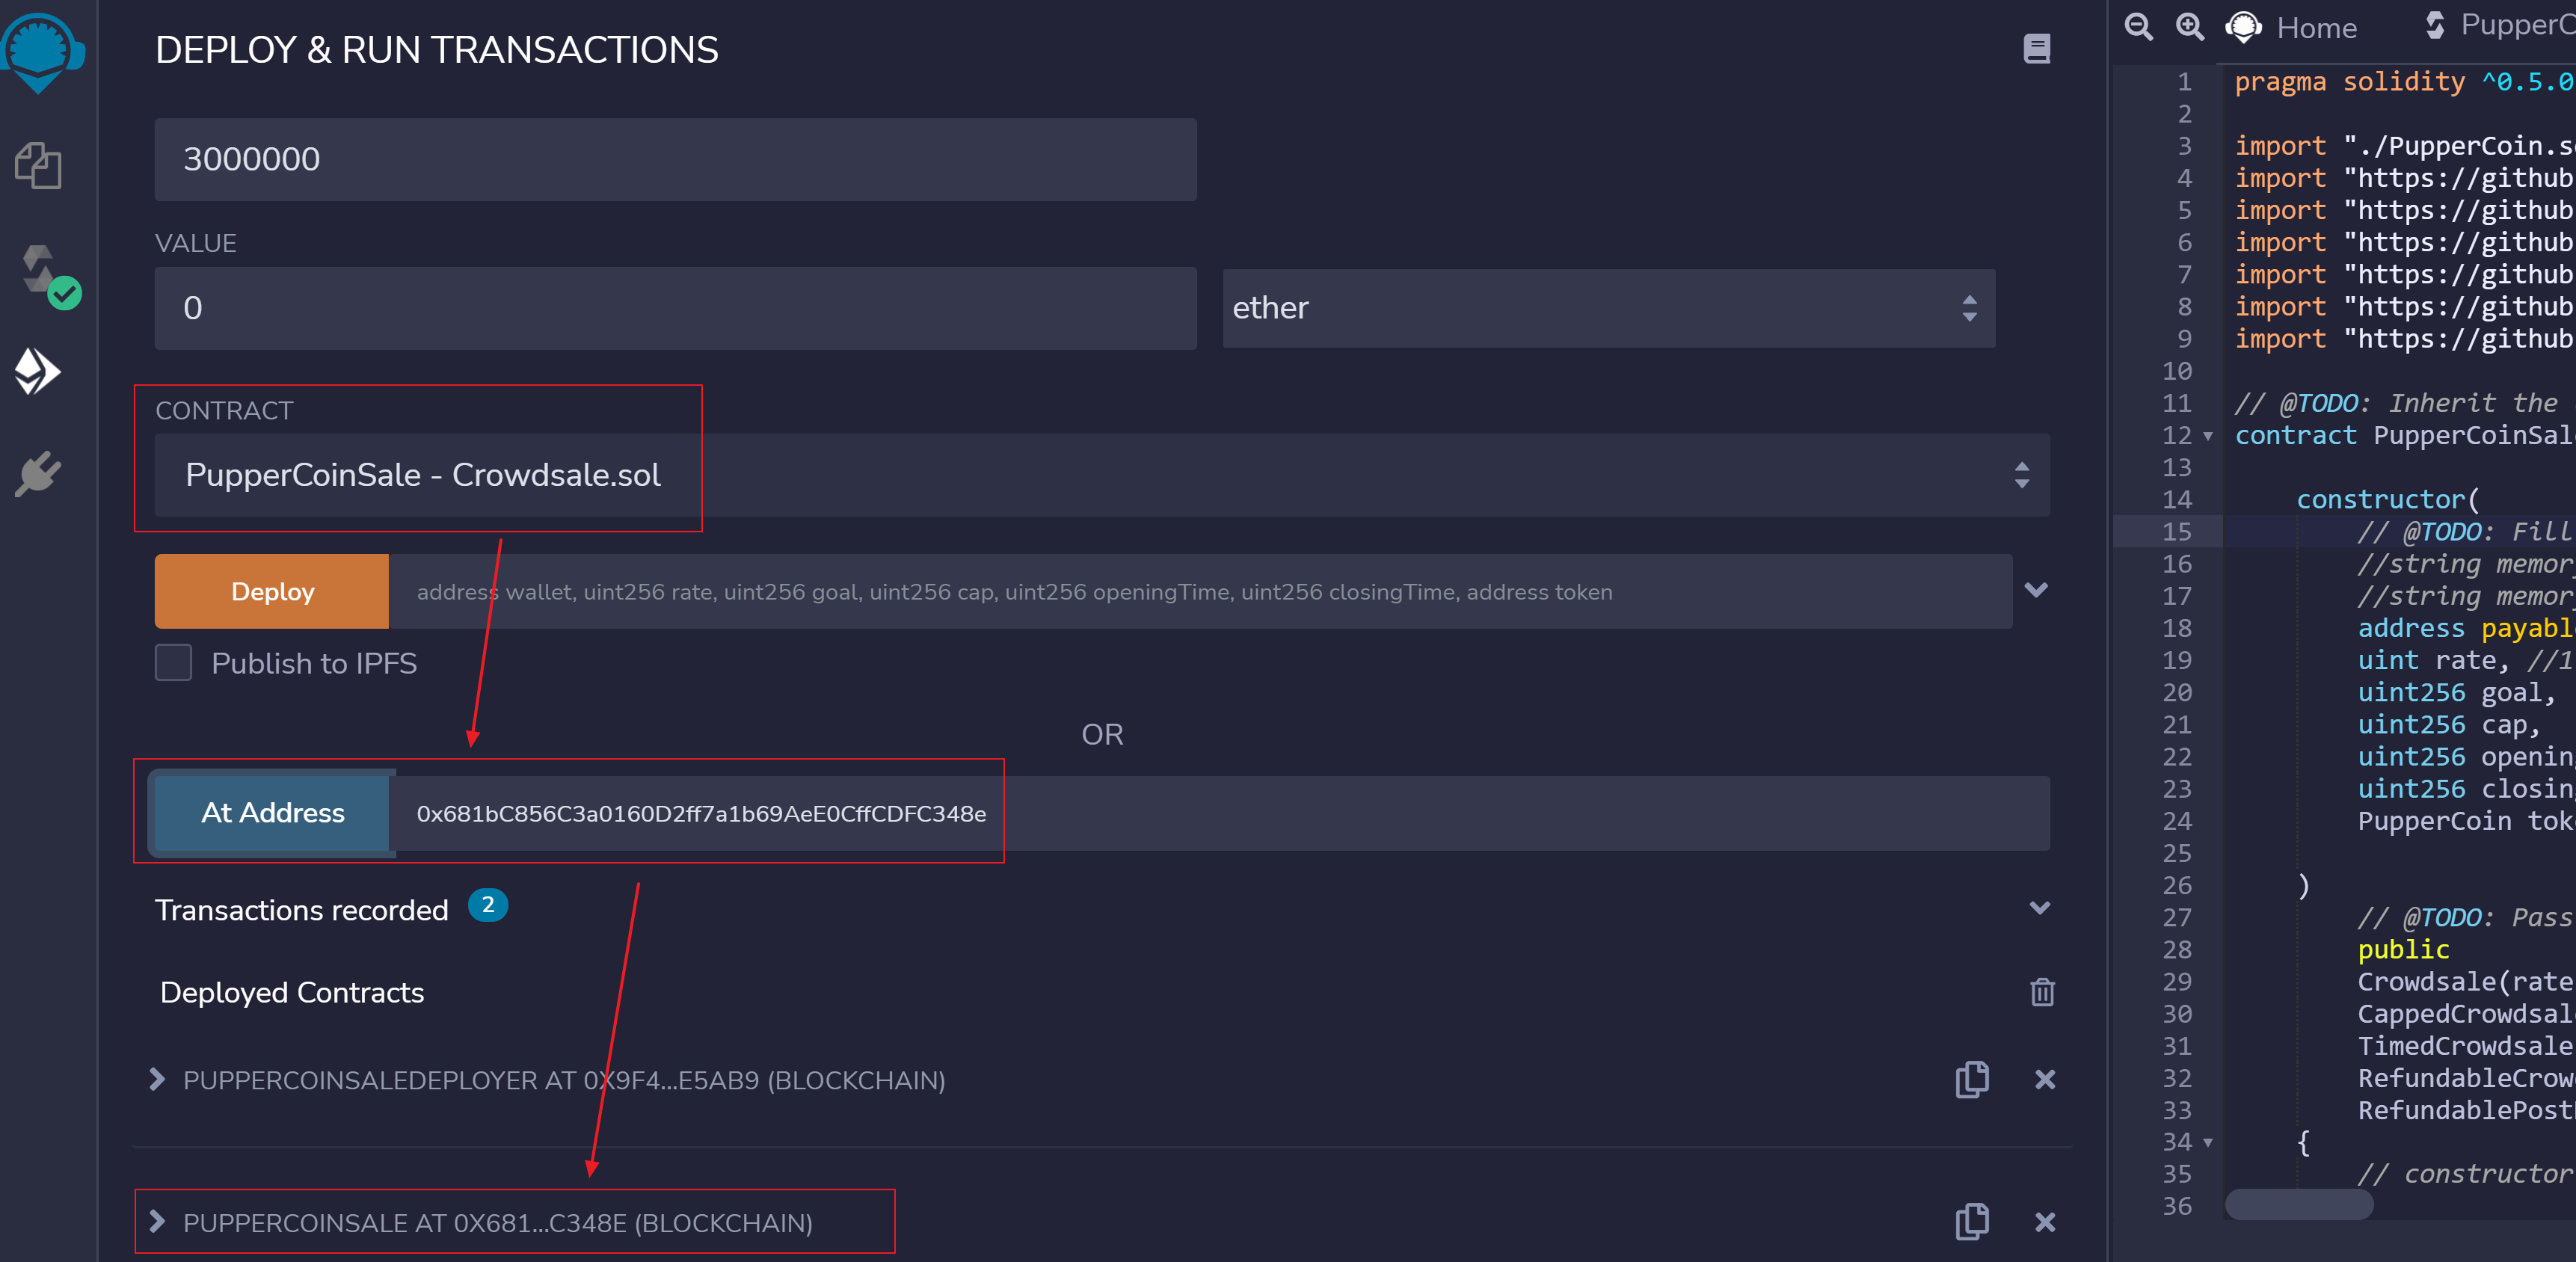 DEPLOY & RUN TRANSACTIONS
3000000
VALUE
0
ether
CONTRACT
PupperCoinSale - Crowdsale.sol
Deploy
address wallet, uint256 rate, uint256 goal, uint256 cap, uint256 openingTime, uint256 closingTime, address token
Publish to IPFS
OR
At Address
0x681bC856C3a0160D2ff7a1b69AeE0CffCDFC348e
Transactions recorded 2
Deployed Contracts
PUPPERCOINSALEDEPLOYER AT 0X9F4...E5AB9 (BLOCKCHAIN)
PUPPERCOINSALE AT 0X681...C348E (BLOCKCHAIN)
Home
PupperC
1 pragma solidity ^0.5.0
2
3 import "./PupperCoin.s
4 import "https://github
5 import "https://github
6 import "https://github
7 import "https://github
8 import "https://github
9 import "https://github
10
11 // @TODO: Inherit the
12 contract PupperCoinSal
13
14 constructor(
15 // @TODO: Fill
16 //string memor
17 //string memor
18 address payabl
19 uint rate, //1
20 uint256 goal,
21 uint256 cap,
22 uint256 openin
23 uint256 closin
24 PupperCoin tok
25
26 )
27 // @TODO: Pass
28 public
29 Crowdsale(rate
30 CappedCrowdsal
31 TimedCrowdsale
32 RefundableCrow
33 RefundablePost
34 {
35 // constructor
36